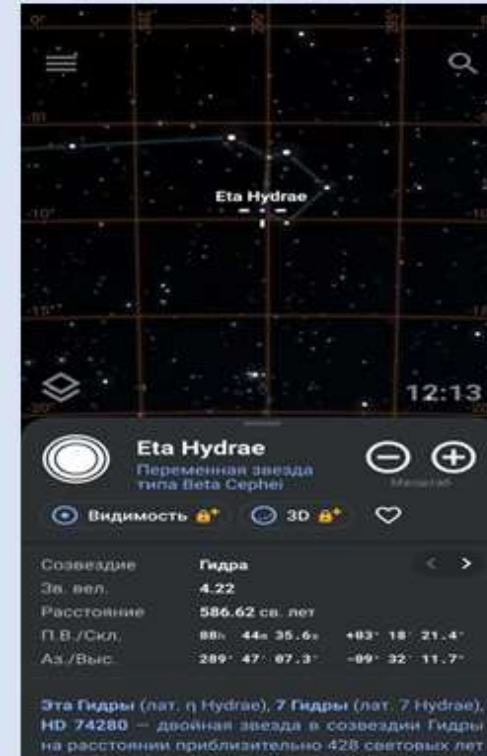 Eta Hydrae
-10°
12:13
Eta Hydrae
Переменная звезда
типа Beta Cephei
Масштаб
Видимость
3D
Созвездие Гидра
Зв. вел. 4.22
Расстояние 586.62 св. лет
П.В./Скл. 08h 44m 35.6s +03° 18' 21.4"
Аз./Выс. 289° 47' 07.3" -09° 32' 11.7"
Эта Гидры (лат. η Hydrae), 7 Гидры (лат. 7 Hydrae),
HD 74280 — двойная звезда в созвездии Гидры
на расстоянии приблизительно 428 световых лет